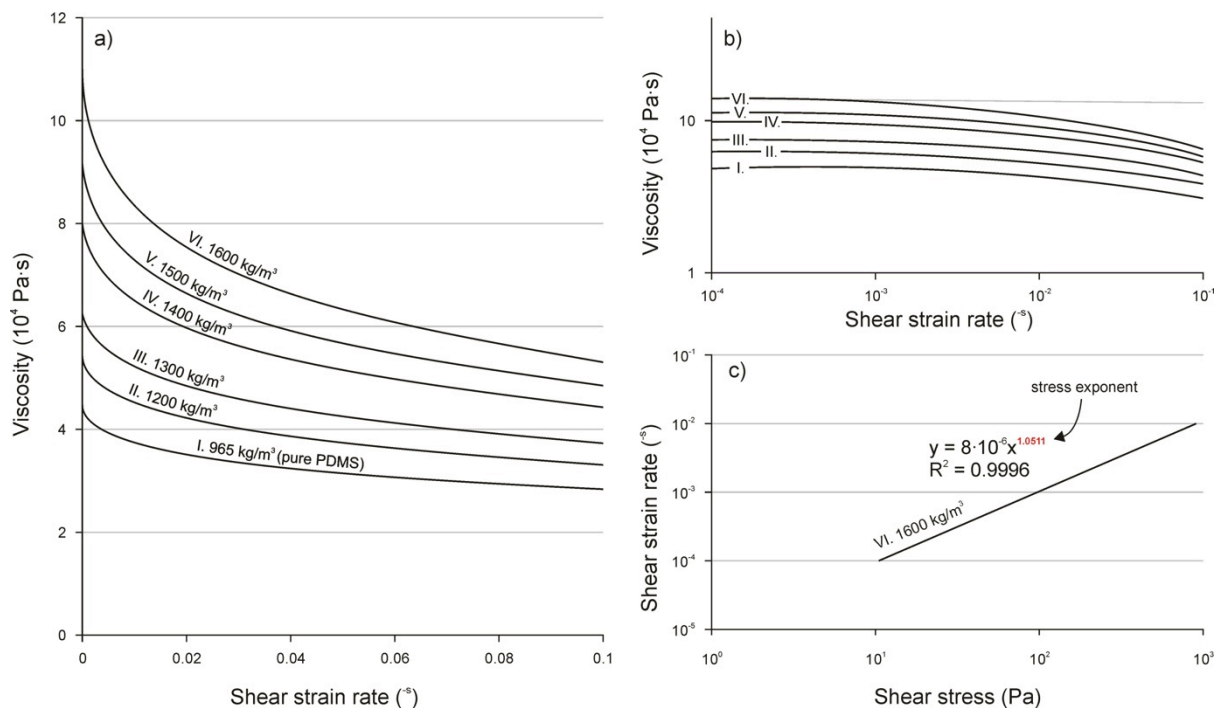 a)
12
10
8
6
4
2
0
Viscosity (10⁴ Pa·s)
VI. 1600 kg/m³
V. 1500 kg/m³
IV. 1400 kg/m³
III. 1300 kg/m³
II. 1200 kg/m³
I. 965 kg/m³ (pure PDMS)
0 0.02 0.04 0.06 0.08 0.1
Shear strain rate (⁻ˢ)
b)
Viscosity (10⁴ Pa·s)
10
1
VI.
V.
IV.
III.
II.
I.
10⁻⁴ 10⁻³ 10⁻² 10⁻¹
Shear strain rate (⁻ˢ)
c)
Shear strain rate (⁻ˢ)
10⁻¹
10⁻²
10⁻³
10⁻⁴
10⁻⁵
stress exponent
y = 8·10⁻⁶x¹·⁰⁵¹¹
R² = 0.9996
VI. 1600 kg/m³
10⁰ 10¹ 10² 10³
Shear stress (Pa)